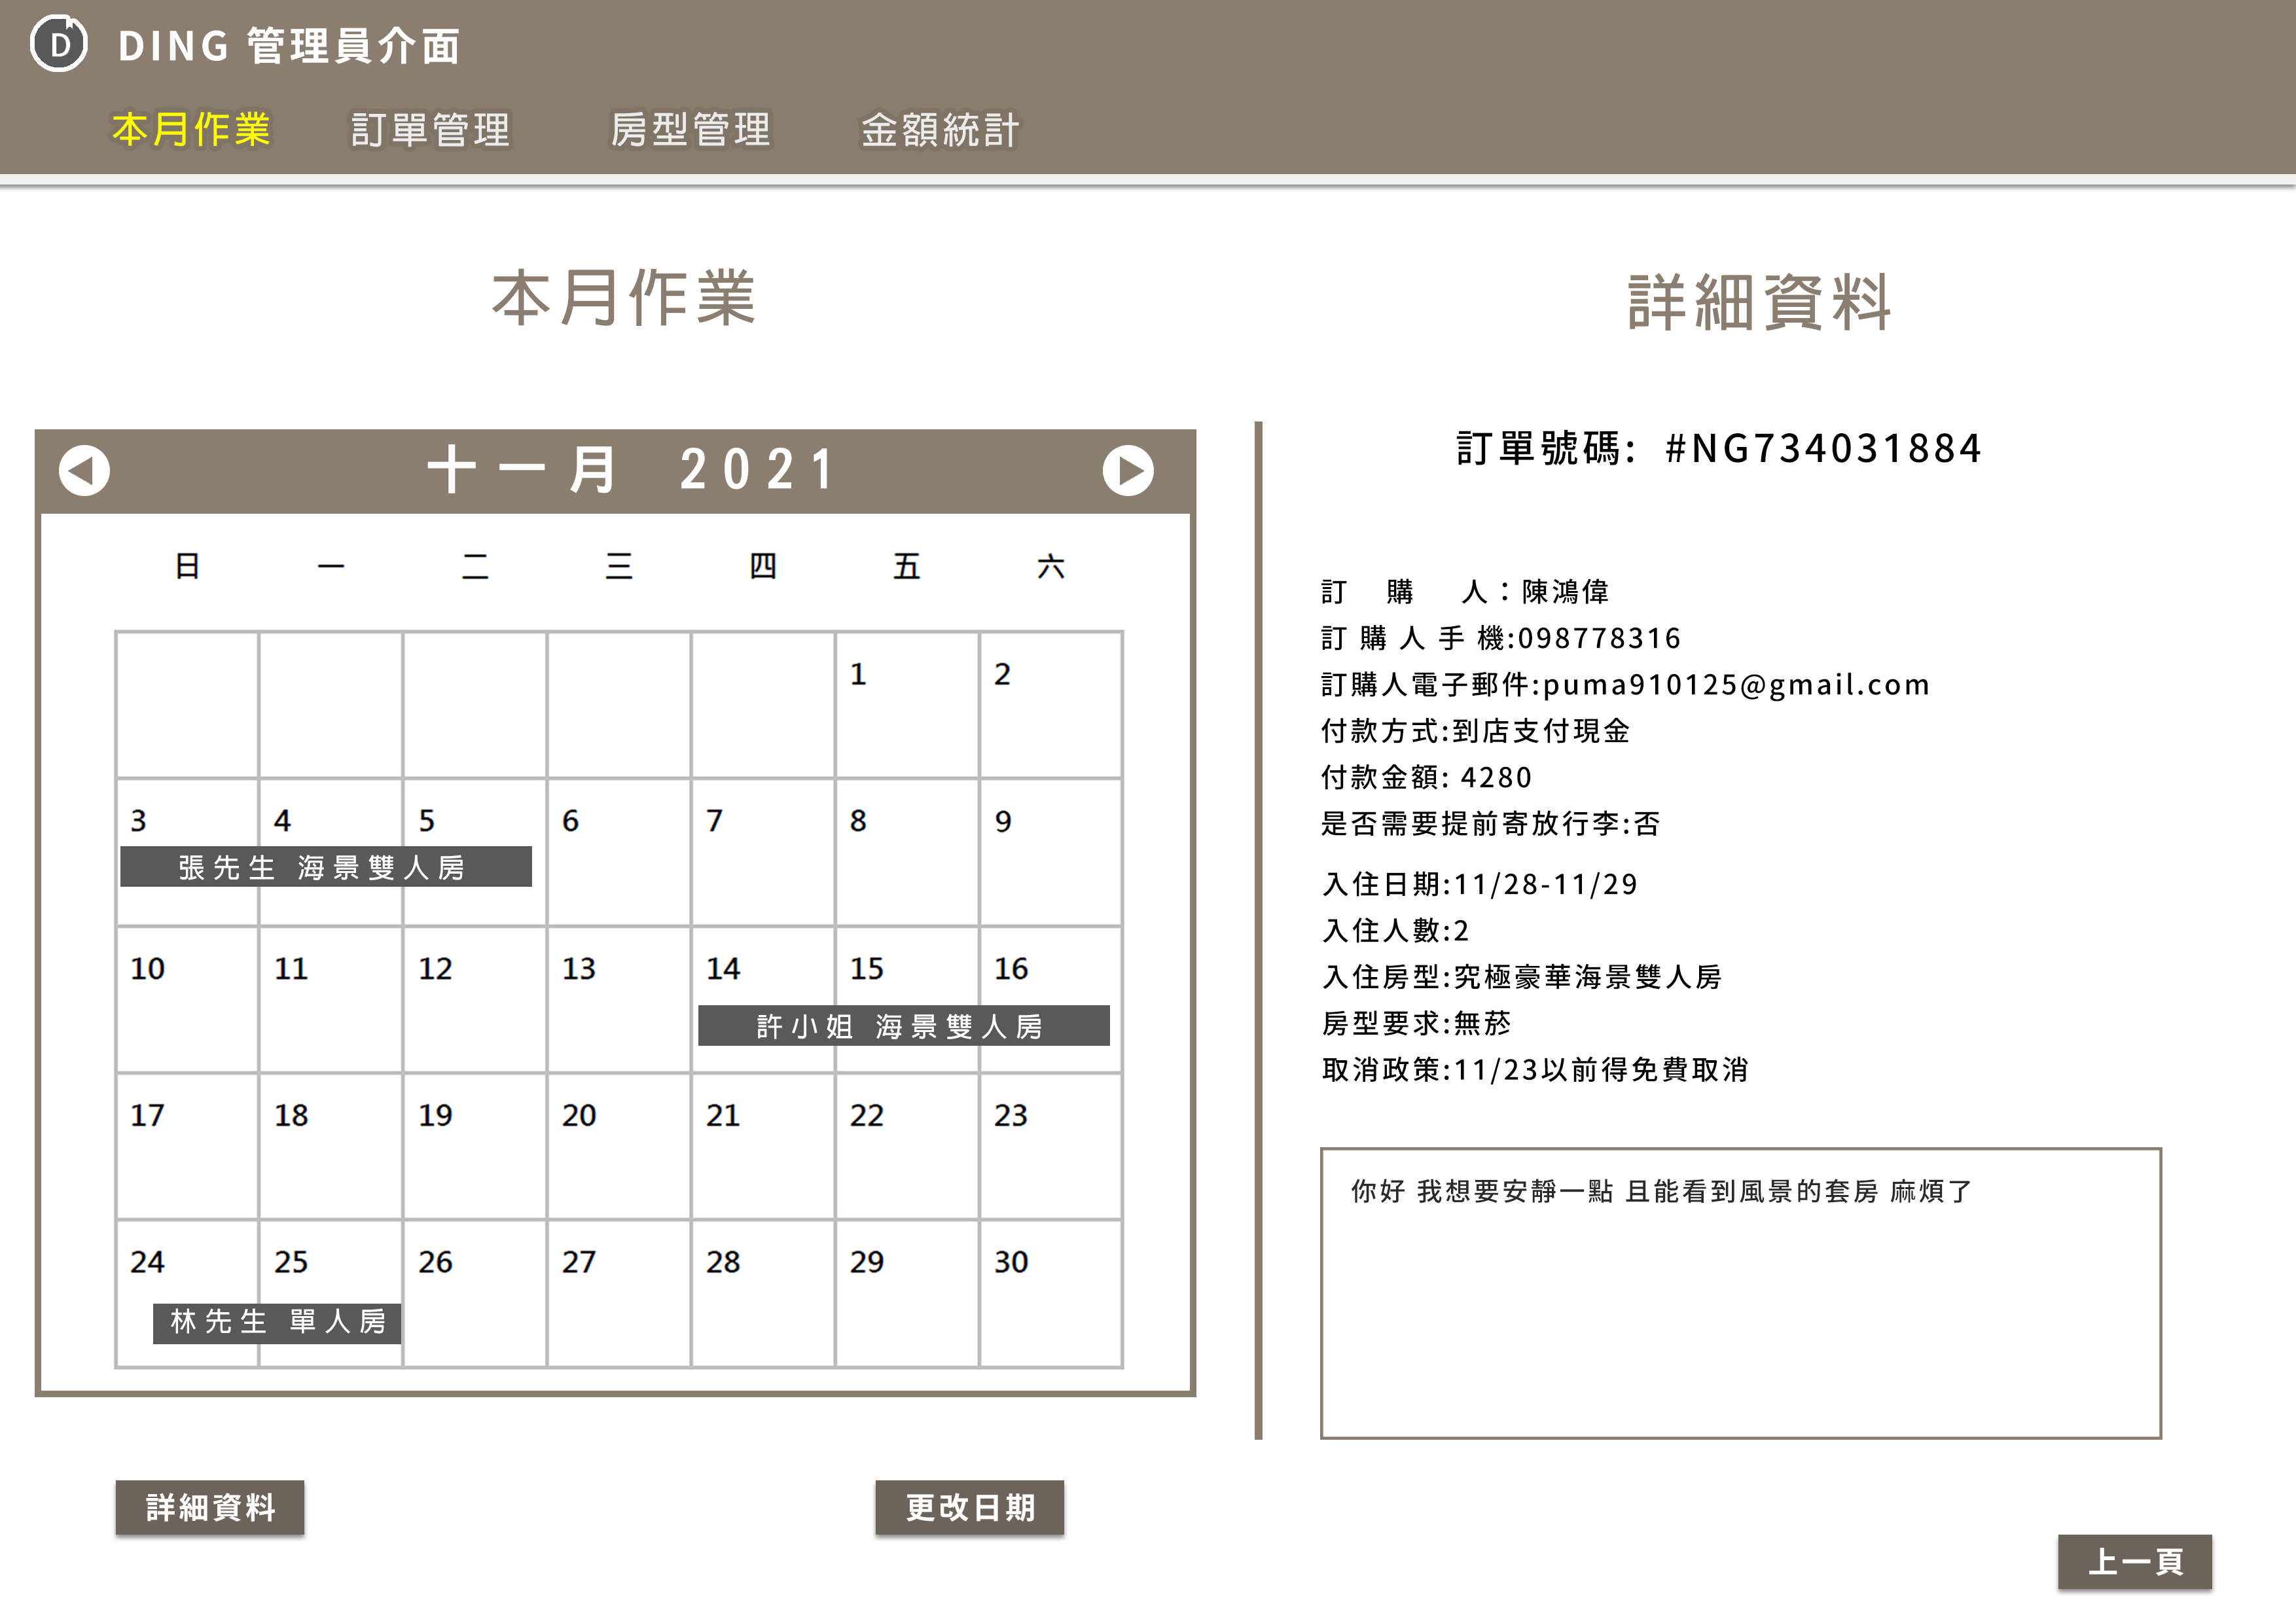 D
DING 管理員介面
本月作業 訂單管理 房型管理 金額統計
本月作業
十一月 2021
日 一 二 三 四 五 六
1 2
3 4 5 6 7 8 9
張先生 海景雙人房
10 11 12 13 14 15 16
許小姐 海景雙人房
17 18 19 20 21 22 23
24 25 26 27 28 29 30
林先生 單人房
詳細資料
更改日期
詳細資料
訂單號碼: #NG734031884
訂 購 人：陳鴻偉
訂 購 人 手 機:098778316
訂購人電子郵件:puma910125@gmail.com
付款方式:到店支付現金
付款金額: 4280
是否需要提前寄放行李:否
入住日期:11/28-11/29
入住人數:2
入住房型:究極豪華海景雙人房
房型要求:無菸
取消政策:11/23以前得免費取消
你好 我想要安靜一點 且能看到風景的套房 麻煩了
上一頁